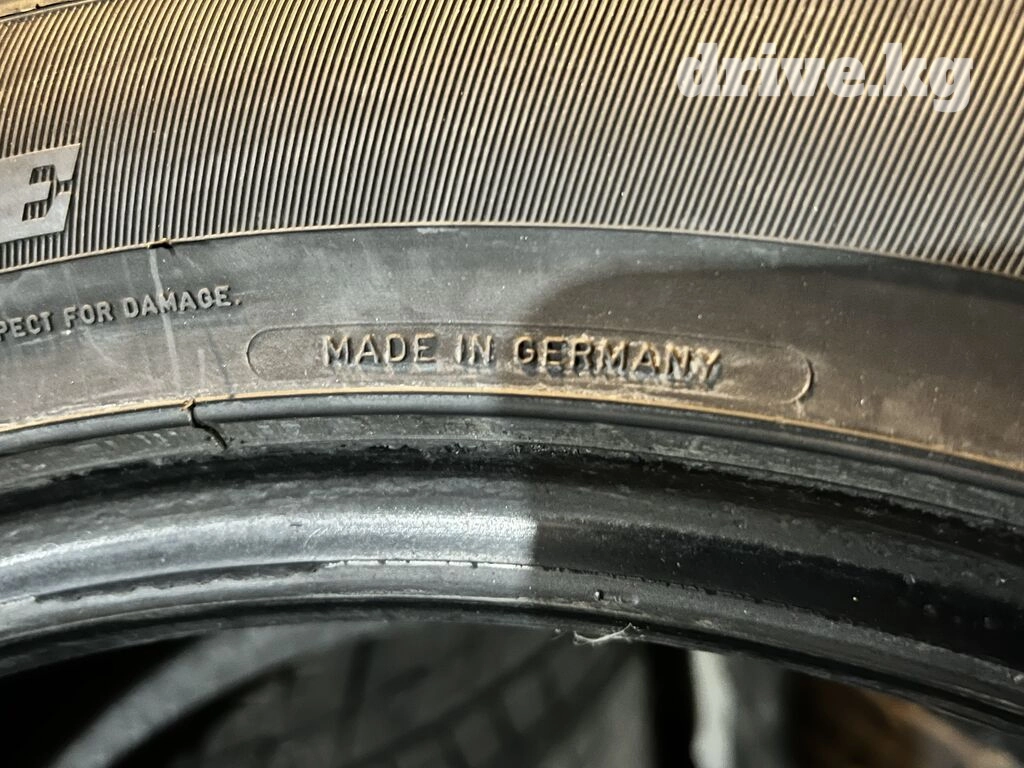 drive.kg
E
PECT FOR DAMAGE.
MADE IN GERMANY